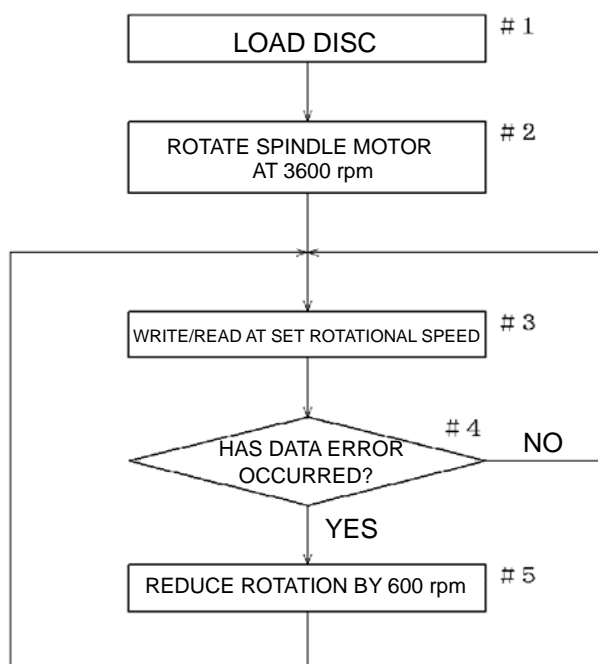 LOAD DISC
#1
ROTATE SPINDLE MOTOR
AT 3600 rpm
#2
WRITE/READ AT SET ROTATIONAL SPEED
#3
HAS DATA ERROR
OCCURRED?
#4
NO
YES
REDUCE ROTATION BY 600 rpm
#5